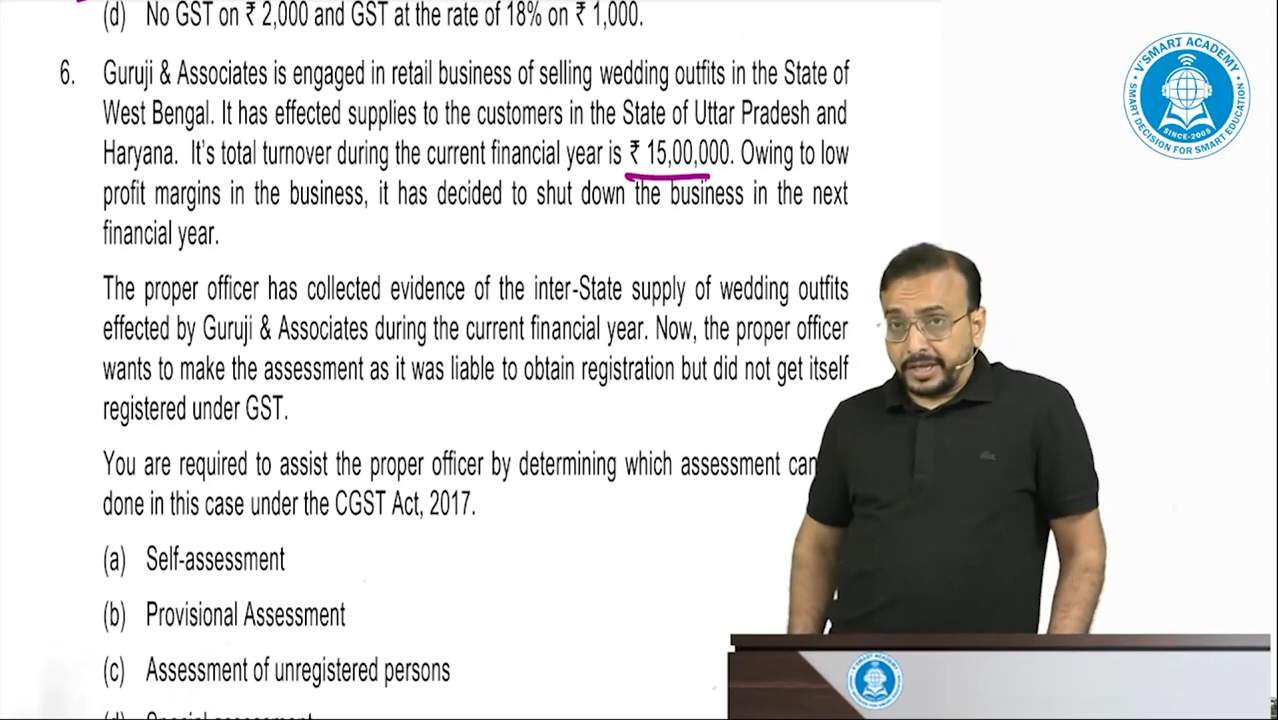 (d) No GST on ₹ 2,000 and GST at the rate of 18% on ₹ 1,000.
6. Guruji & Associates is engaged in retail business of selling wedding outfits in the State of
West Bengal. It has effected supplies to the customers in the State of Uttar Pradesh and
Haryana. It's total turnover during the current financial year is ₹ 15,00,000. Owing to low
profit margins in the business, it has decided to shut down the business in the next
financial year.
The proper officer has collected evidence of the inter-State supply of wedding outfits
effected by Guruji & Associates during the current financial year. Now, the proper officer
wants to make the assessment as it was liable to obtain registration but did not get itself
registered under GST.
You are required to assist the proper officer by determining which assessment can
done in this case under the CGST Act, 2017.
(a) Self-assessment
(b) Provisional Assessment
(c) Assessment of unregistered persons
(d) Special assessment
V'SMART ACADEMY
SINCE-2005
SMART DECISION FOR SMART EDUCATION